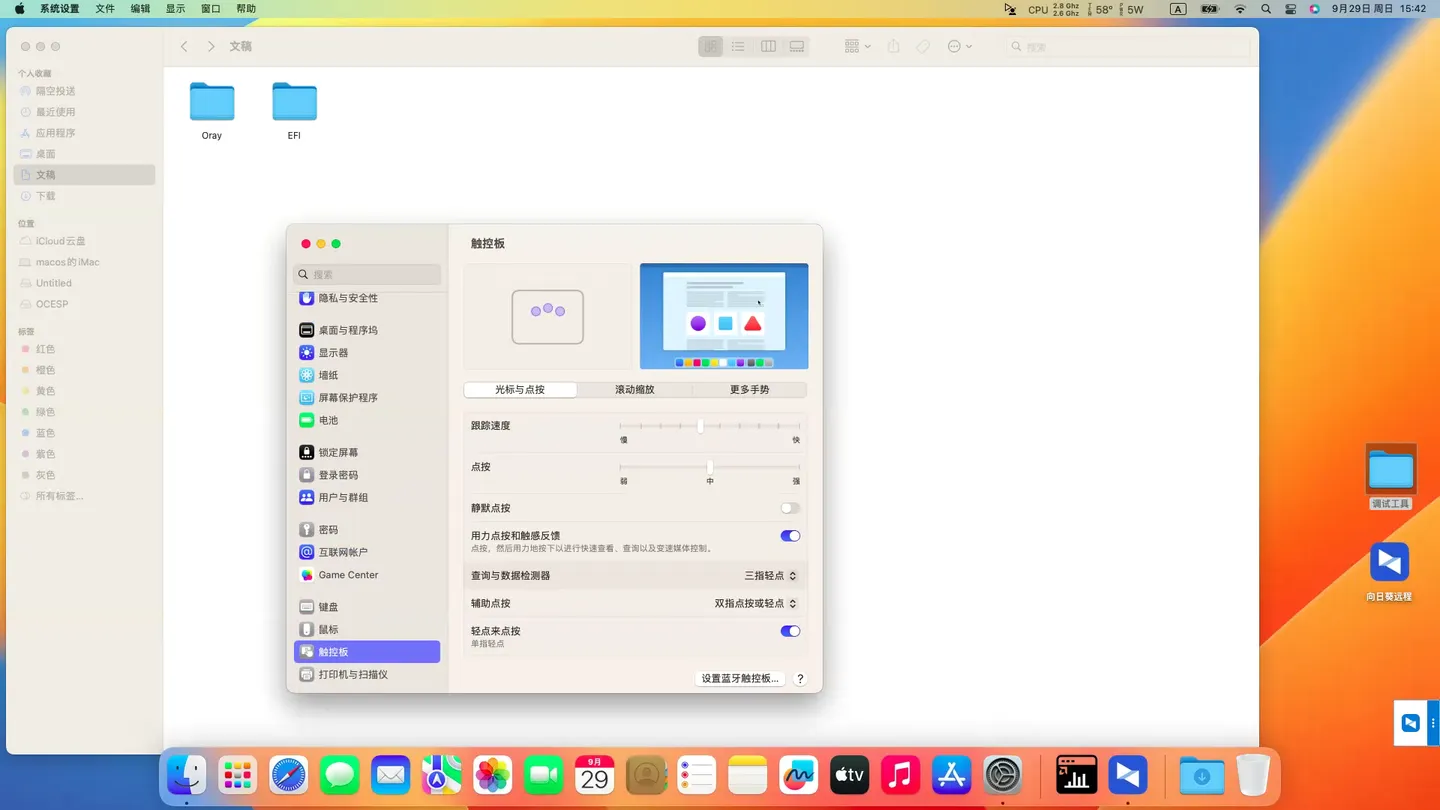 系统设置 文件 编辑 显示 窗口 帮助
CPU 2.8 Ghz 2.6 Ghz 58° 5W A 9月29日 周日 15:42
文稿
搜索
个人收藏
隔空投送
最近使用
应用程序
桌面
文稿
下载
位置
iCloud云盘
macos的iMac
Untitled
OCESP
标签
红色
橙色
黄色
绿色
蓝色
紫色
灰色
所有标签...
Oray
EFI
搜索
隐私与安全性
桌面与程序坞
显示器
墙纸
屏幕保护程序
电池
锁定屏幕
登录密码
用户与群组
密码
互联网帐户
Game Center
键盘
鼠标
触控板
打印机与扫描仪
触控板
光标与点按 滚动缩放 更多手势
跟踪速度
慢 快
点按
弱 中 强
静默点按
用力点按和触感反馈
点按，然后用力地按下以进行快速查看、查询以及变速媒体控制。
查询与数据检测器 三指轻点
辅助点按 双指点按或轻点
轻点来点按
单指轻点
设置蓝牙触控板... ?
调试工具
向日葵远程
9月
29
tv